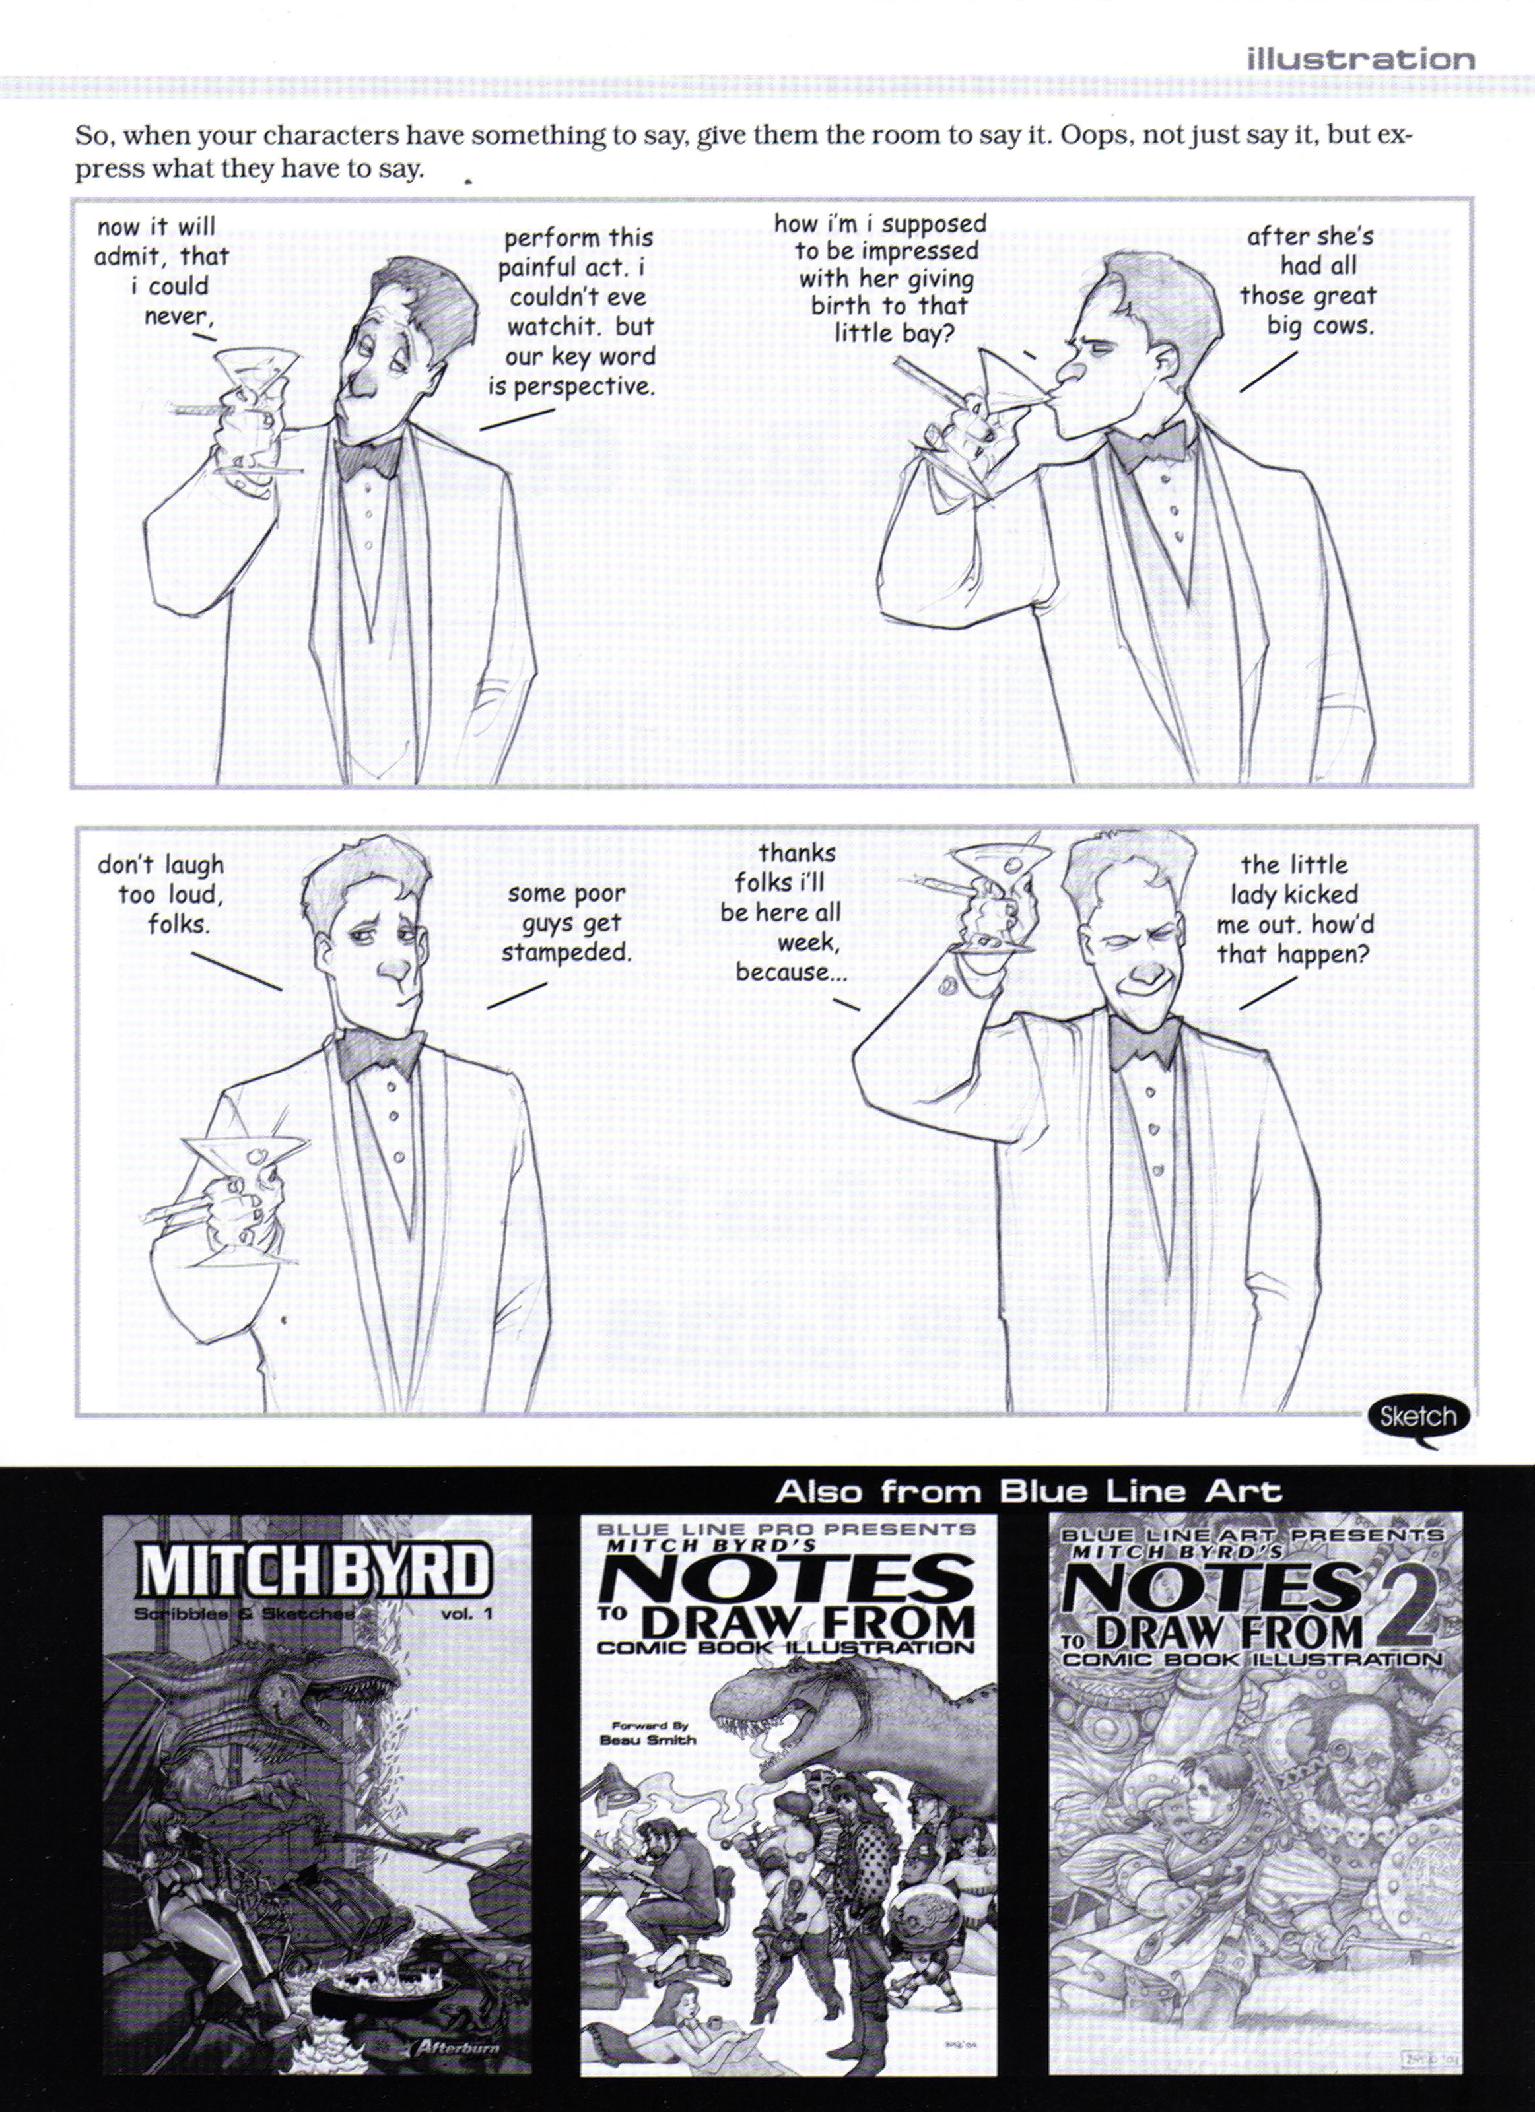 illustration
So, when your characters have something to say, give them the room to say it. Oops, not just say it, but ex-
press what they have to say.
now it will
admit, that
i could
never,
perform this
painful act. i
couldn't eve
watchit. but
our key word
is perspective.
how i'm i supposed
to be impressed
with her giving
birth to that
little bay?
after she's
had all
those great
big cows.
don't laugh
too loud,
folks.
some poor
guys get
stampeded.
thanks
folks i'll
be here all
week,
because...
the little
lady kicked
me out. how'd
that happen?
Sketch
Also from Blue Line Art
MITCH BYRD
Scribbles & Sketches vol. 1
Afterburn
BLUE LINE PRO PRESENTS
MITCH BYRD'S
NOTES
TO DRAW FROM
COMIC BOOK ILLUSTRATION
Forward By
Beau Smith
BLUE LINE ART PRESENTS
MITCH BYRD'S
NOTES 2
TO DRAW FROM
COMIC BOOK ILLUSTRATION